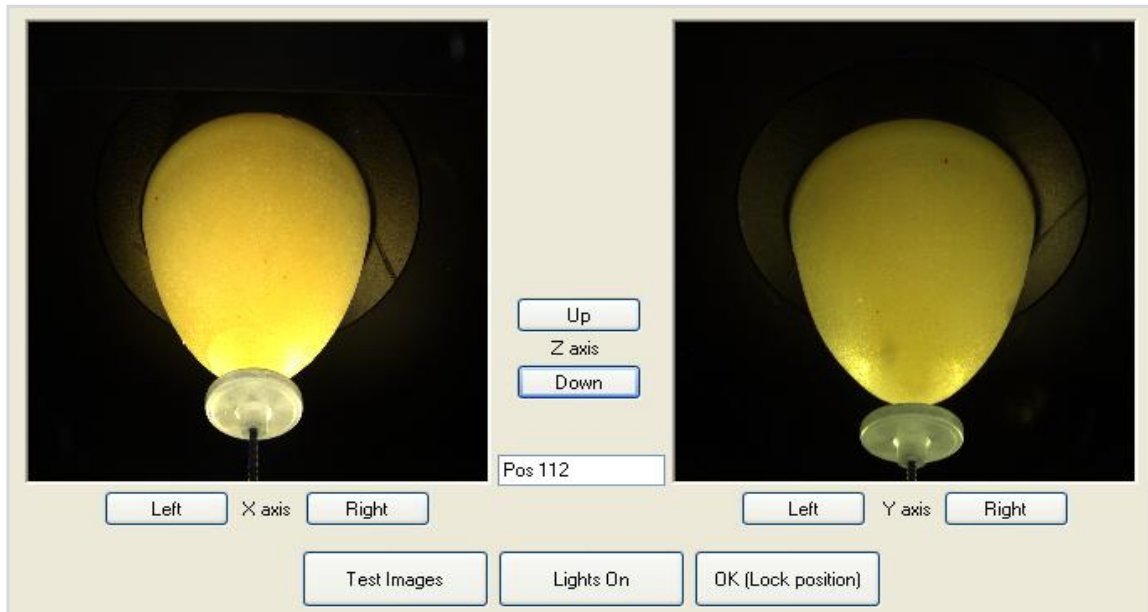 Up
Z axis
Down
Pos 112
Left X axis Right
Left Y axis Right
Test Images Lights On OK (Lock position)